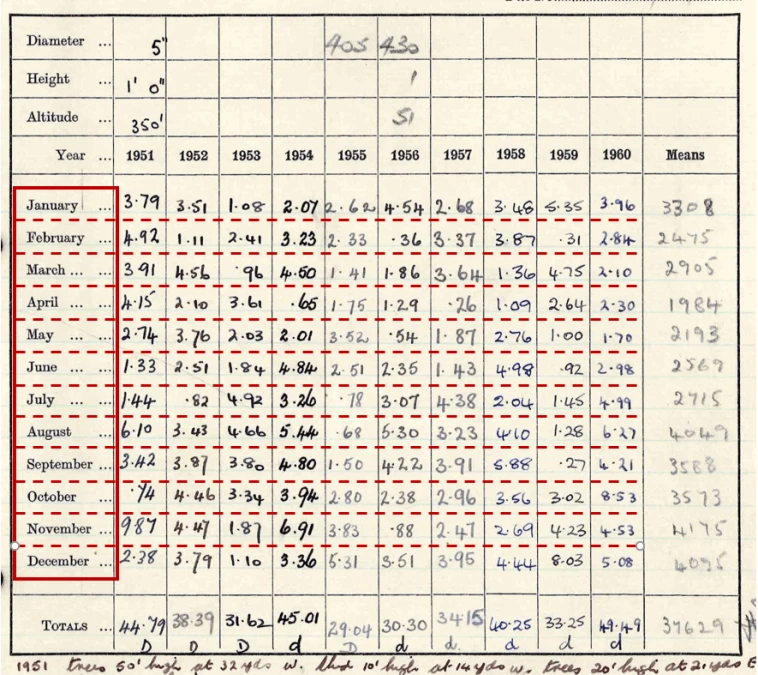 Diameter ... 5" 405 430
Height ... 1' 0" 1
Altitude ... 350' 51
Year ... 1951 1952 1953 1954 1955 1956 1957 1958 1959 1960 Means
January ... 3·79 3·51 1·08 2·07 2·62 4·54 2·68 3·48 5·35 3·96 3308
February ... 4·92 1·11 2·41 3·23 2·33 ·36 3·37 3·87 ·31 2·84 2475
March ... ... 3 91 4·56 ·96 4·50 1·41 1·86 3·64 1·36 4·75 2·10 2905
April ... ... 4·15 2·10 3·61 ·65 1·75 1·29 ·26 1·09 2·64 2·30 1984
May ... ... 2·74 3·76 2·03 2·01 3·52 ·54 1·87 2·76 1·00 1·70 2193
June ... ... 1·33 2·51 1·84 4·84 2·51 2·35 1·43 4·98 ·92 2·98 2569
July ... ... 1·44 ·82 4·92 3·26 ·78 3·07 4·38 2·04 1·45 4·99 2715
August ... 6·10 3·43 4·66 5·44 ·68 5·30 3·23 4·10 1·28 6·27 4049
September ... 3·42 3·87 3·80 4·80 1·50 4·22 3·91 5·88 ·27 4·21 3588
October ... ·74 4·46 3·34 3·94 2·80 2·38 2·96 3·56 3·02 8·53 3573
November ... 9 87 4·47 1·87 6·91 3·83 ·88 2·47 2·69 4·23 4·53 4175
December ... 2·38 3·79 1·10 3·36 5·31 3·51 3·95 4·44 8·03 5·08 4095
TOTALS ... 44·79 38·39 31·62 45·01 29·04 30·30 34·15 40·25 33·25 49·49 37629
D D D d D d d. d d d
1951 trees 50' high at 32 yds W. shed 10' high at 14 yds W. trees 20' high at 21 yds E